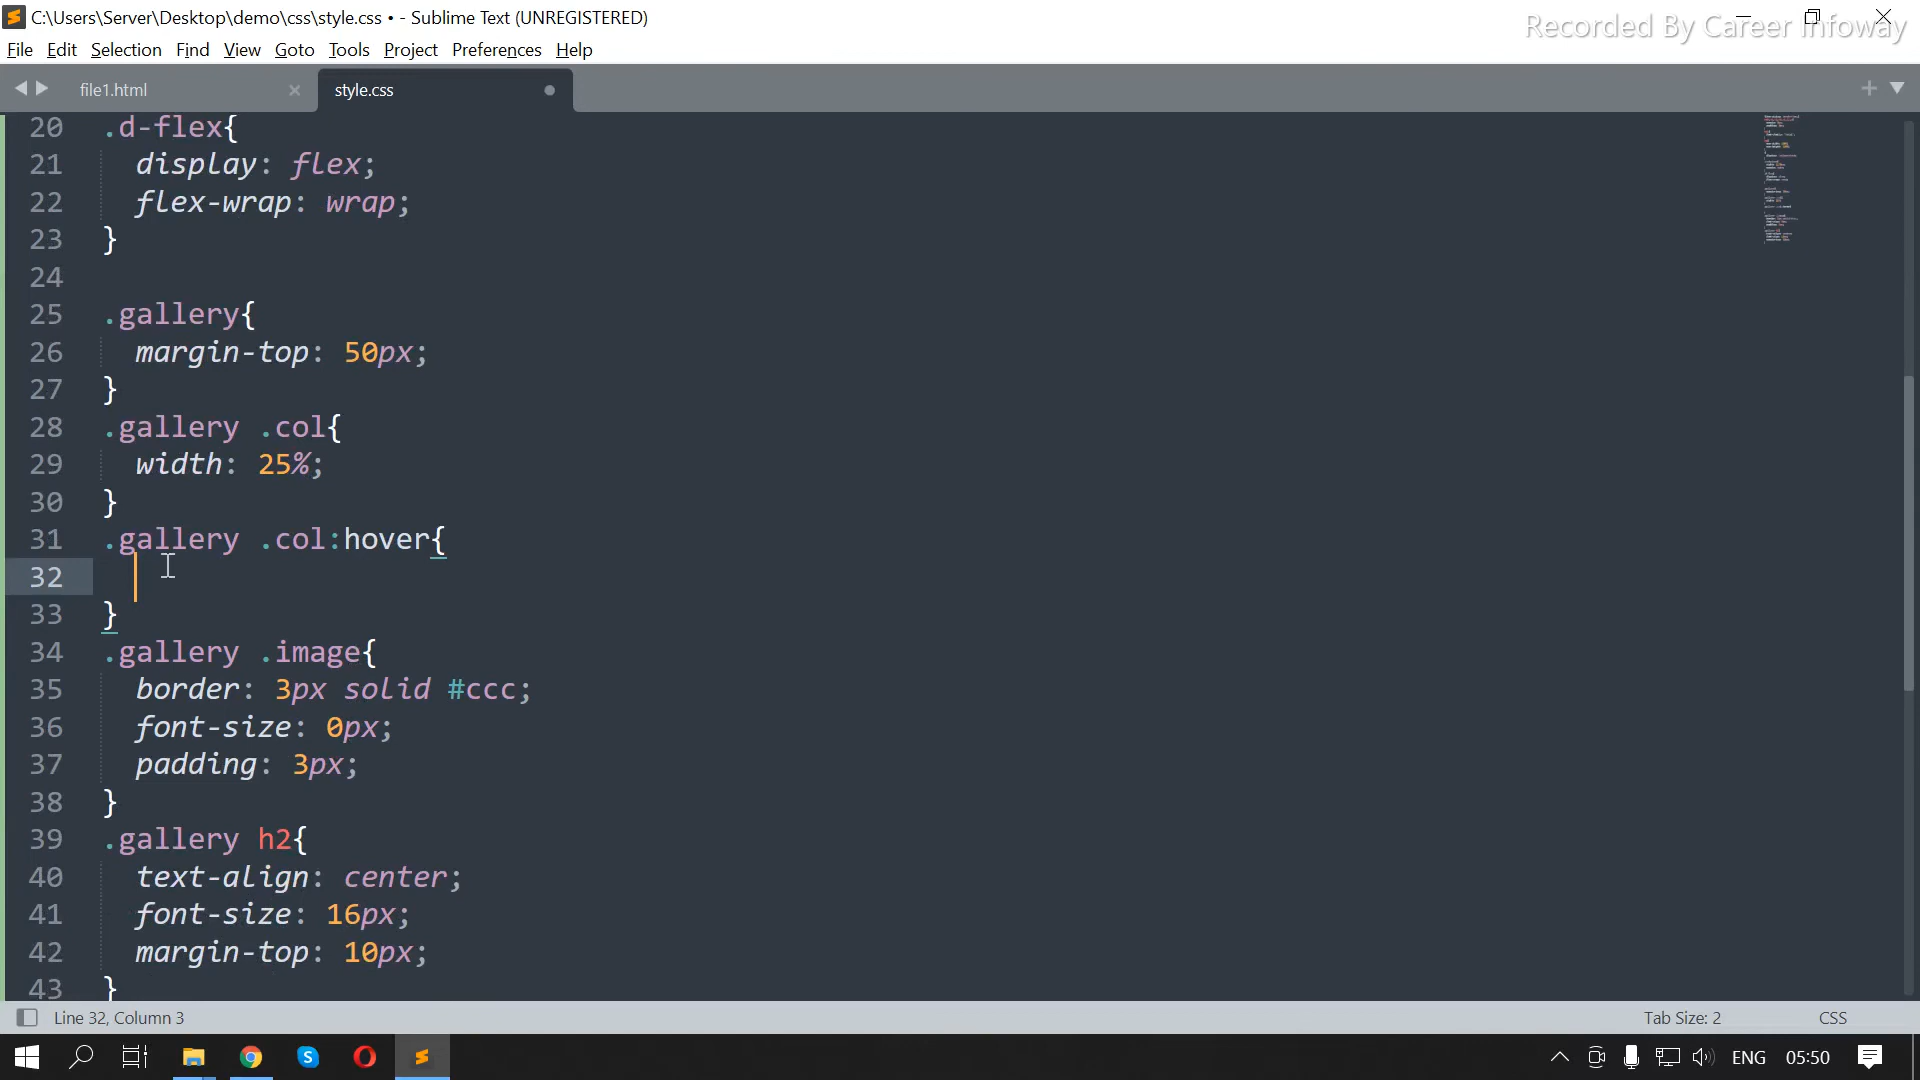 C:\Users\Server\Desktop\demo\css\style.css • - Sublime Text (UNREGISTERED)
Recorded By Career Infoway
File Edit Selection Find View Goto Tools Project Preferences Help
file1.html
style.css
20 .d-flex{
21 display: flex;
22 flex-wrap: wrap;
23 }
24
25 .gallery{
26 margin-top: 50px;
27 }
28 .gallery .col{
29 width: 25%;
30 }
31 .gallery .col:hover{
32
33 }
34 .gallery .image{
35 border: 3px solid #ccc;
36 font-size: 0px;
37 padding: 3px;
38 }
39 .gallery h2{
40 text-align: center;
41 font-size: 16px;
42 margin-top: 10px;
43 }
Line 32, Column 3
Tab Size: 2
CSS
ENG 05:50